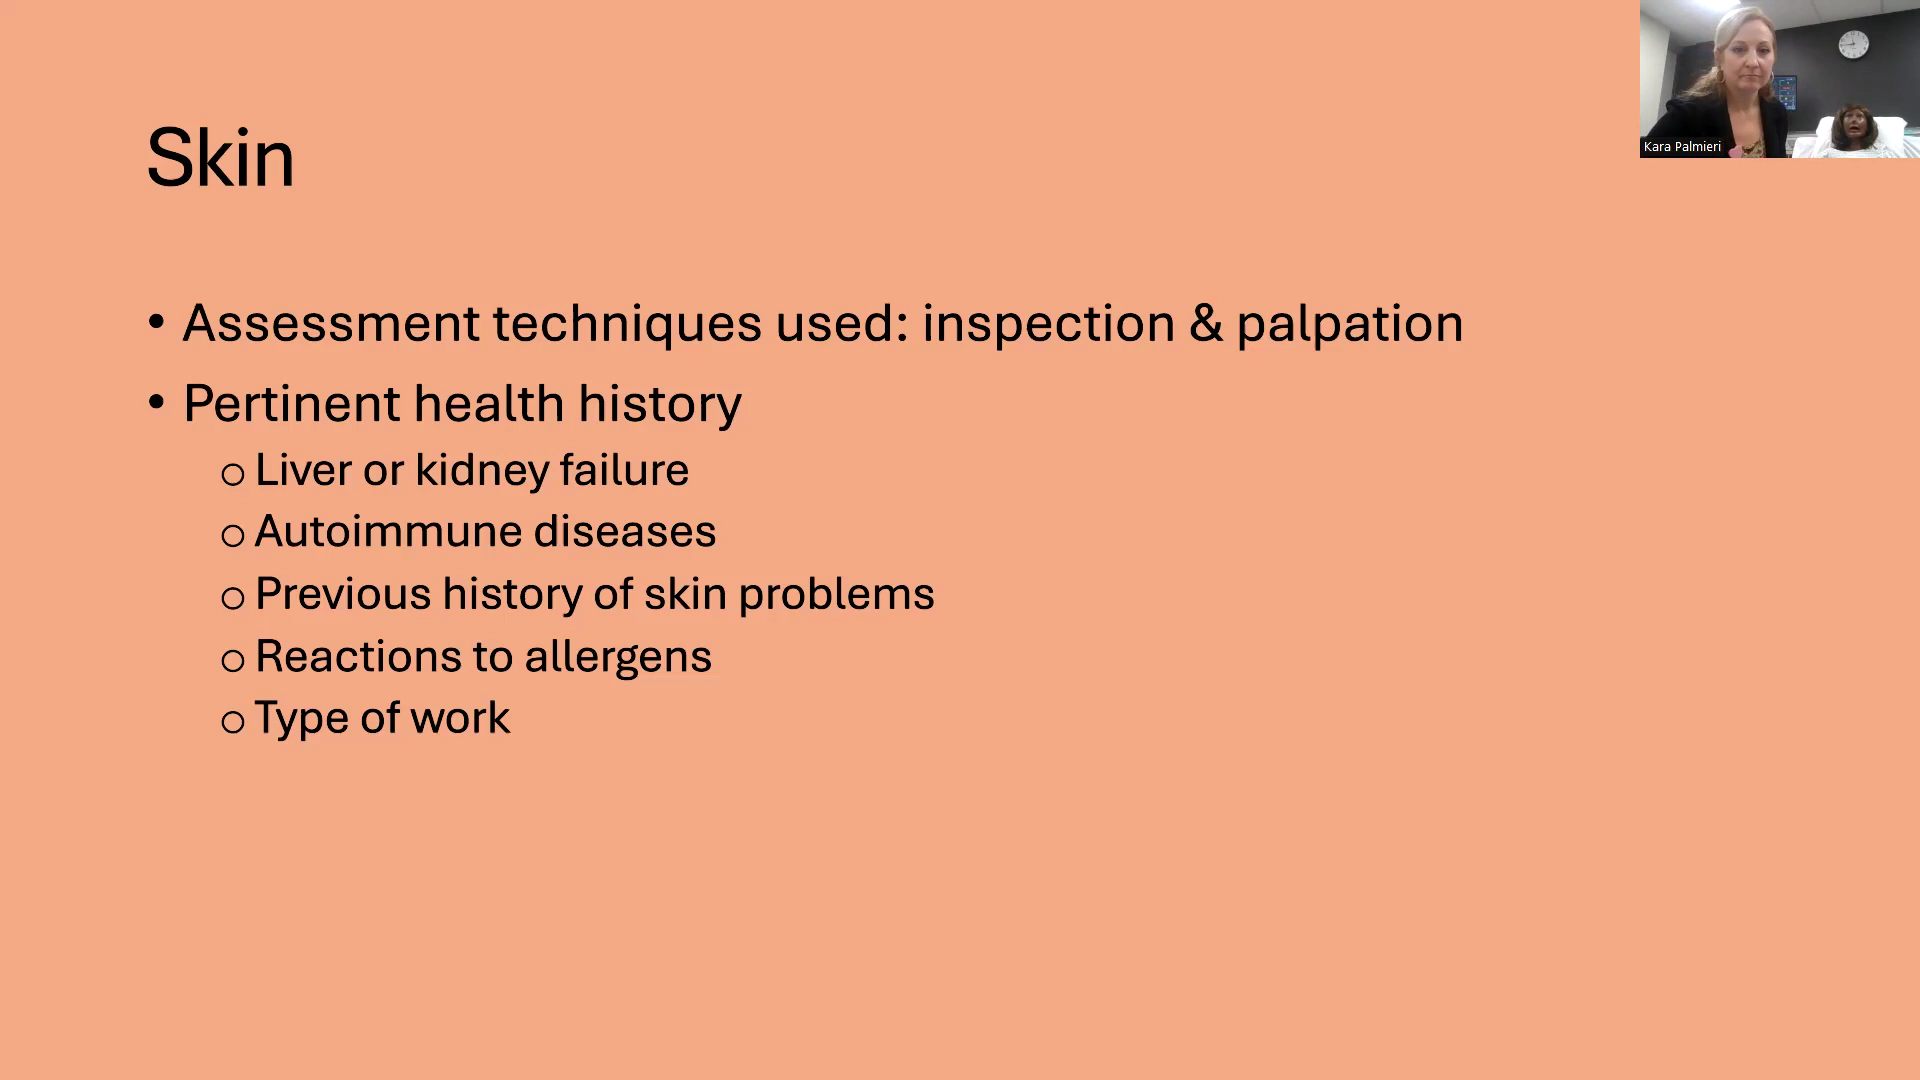 Skin
• Assessment techniques used: inspection & palpation
• Pertinent health history
o Liver or kidney failure
o Autoimmune diseases
o Previous history of skin problems
o Reactions to allergens
o Type of work
Kara Palmieri